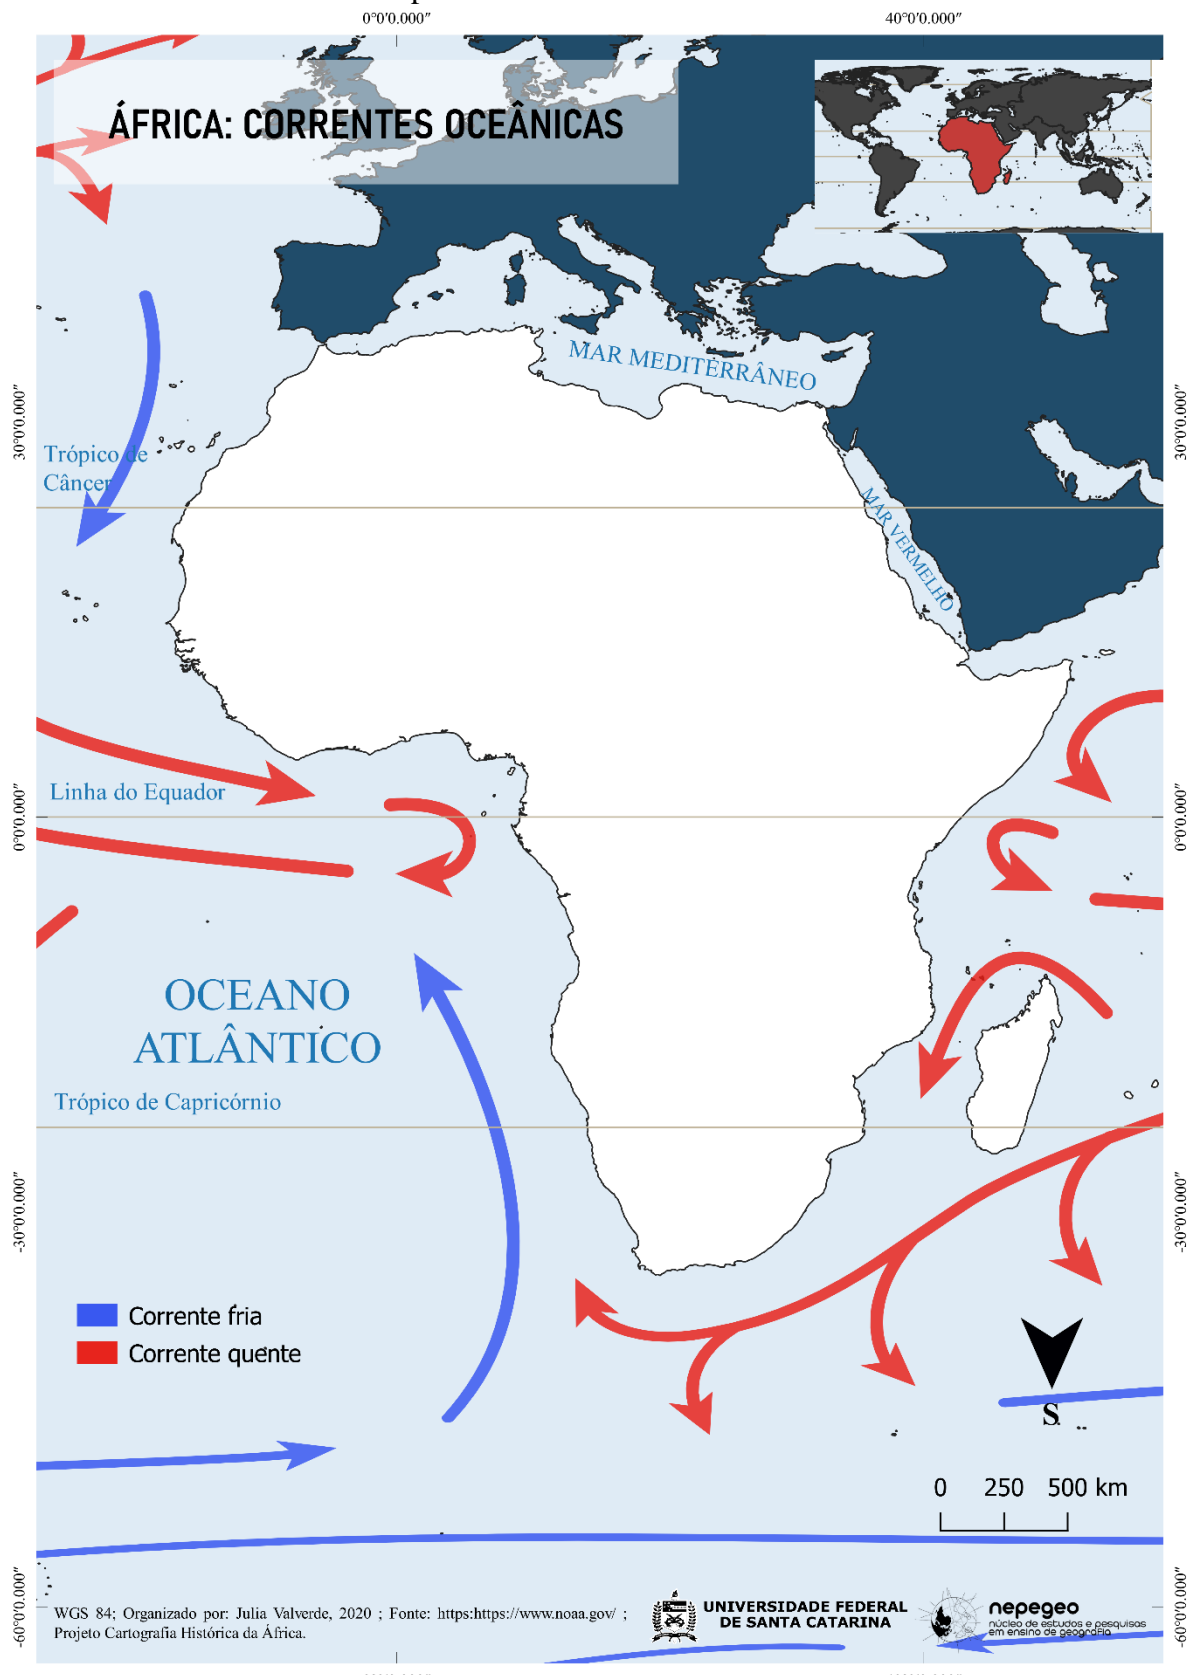 0°0'0.000"
40°0'0.000"
ÁFRICA: CORRENTES OCEÂNICAS
MAR MEDITERRÂNEO
30°0'0.000"
30°0'0.000"
Trópico de
Câncer
MAR VERMELHO
Linha do Equador
0°0'0.000"
0°0'0.000"
OCEANO
ATLÂNTICO
Trópico de Capricórnio
-30°0'0.000"
-30°0'0.000"
Corrente fria
Corrente quente
S
0 250 500 km
-60°0'0.000"
-60°0'0.000"
WGS 84; Organizado por: Julia Valverde, 2020 ; Fonte: https:https://www.noaa.gov/ ;
Projeto Cartografia Histórica da África.
UNIVERSIDADE FEDERAL
DE SANTA CATARINA
nepegeo
núcleo de estudos e pesquisas
em ensino de geografia